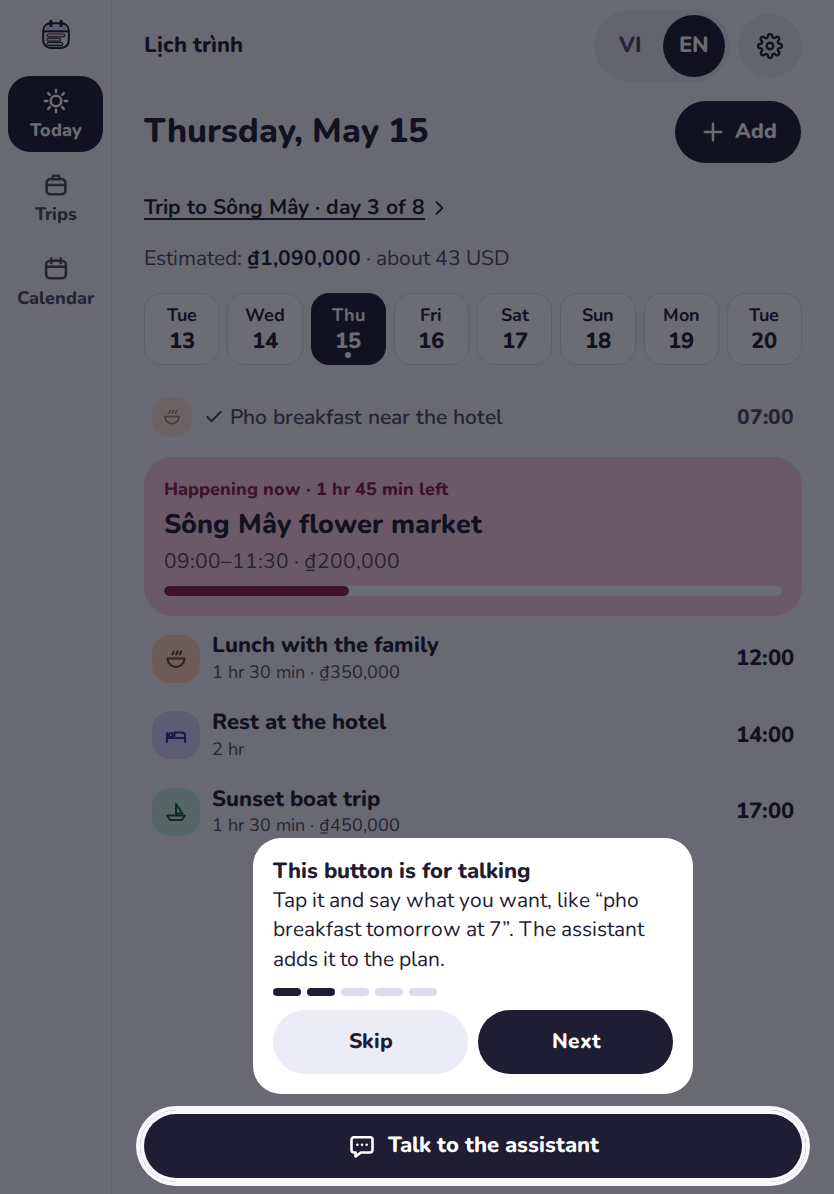 Lịch trình
VI
EN
Today
Trips
Calendar
Thursday, May 15
Add
Trip to Sông Mây · day 3 of 8
Estimated: ₫1,090,000 · about 43 USD
Tue Wed Thu Fri Sat Sun Mon Tue
13 14 15 16 17 18 19 20
Pho breakfast near the hotel 07:00
Happening now · 1 hr 45 min left
Sông Mây flower market
09:00–11:30 · ₫200,000
Lunch with the family
1 hr 30 min · ₫350,000
12:00
Rest at the hotel
2 hr
14:00
Sunset boat trip
1 hr 30 min · ₫450,000
17:00
This button is for talking
Tap it and say what you want, like “pho
breakfast tomorrow at 7”. The assistant
adds it to the plan.
Skip
Next
Talk to the assistant